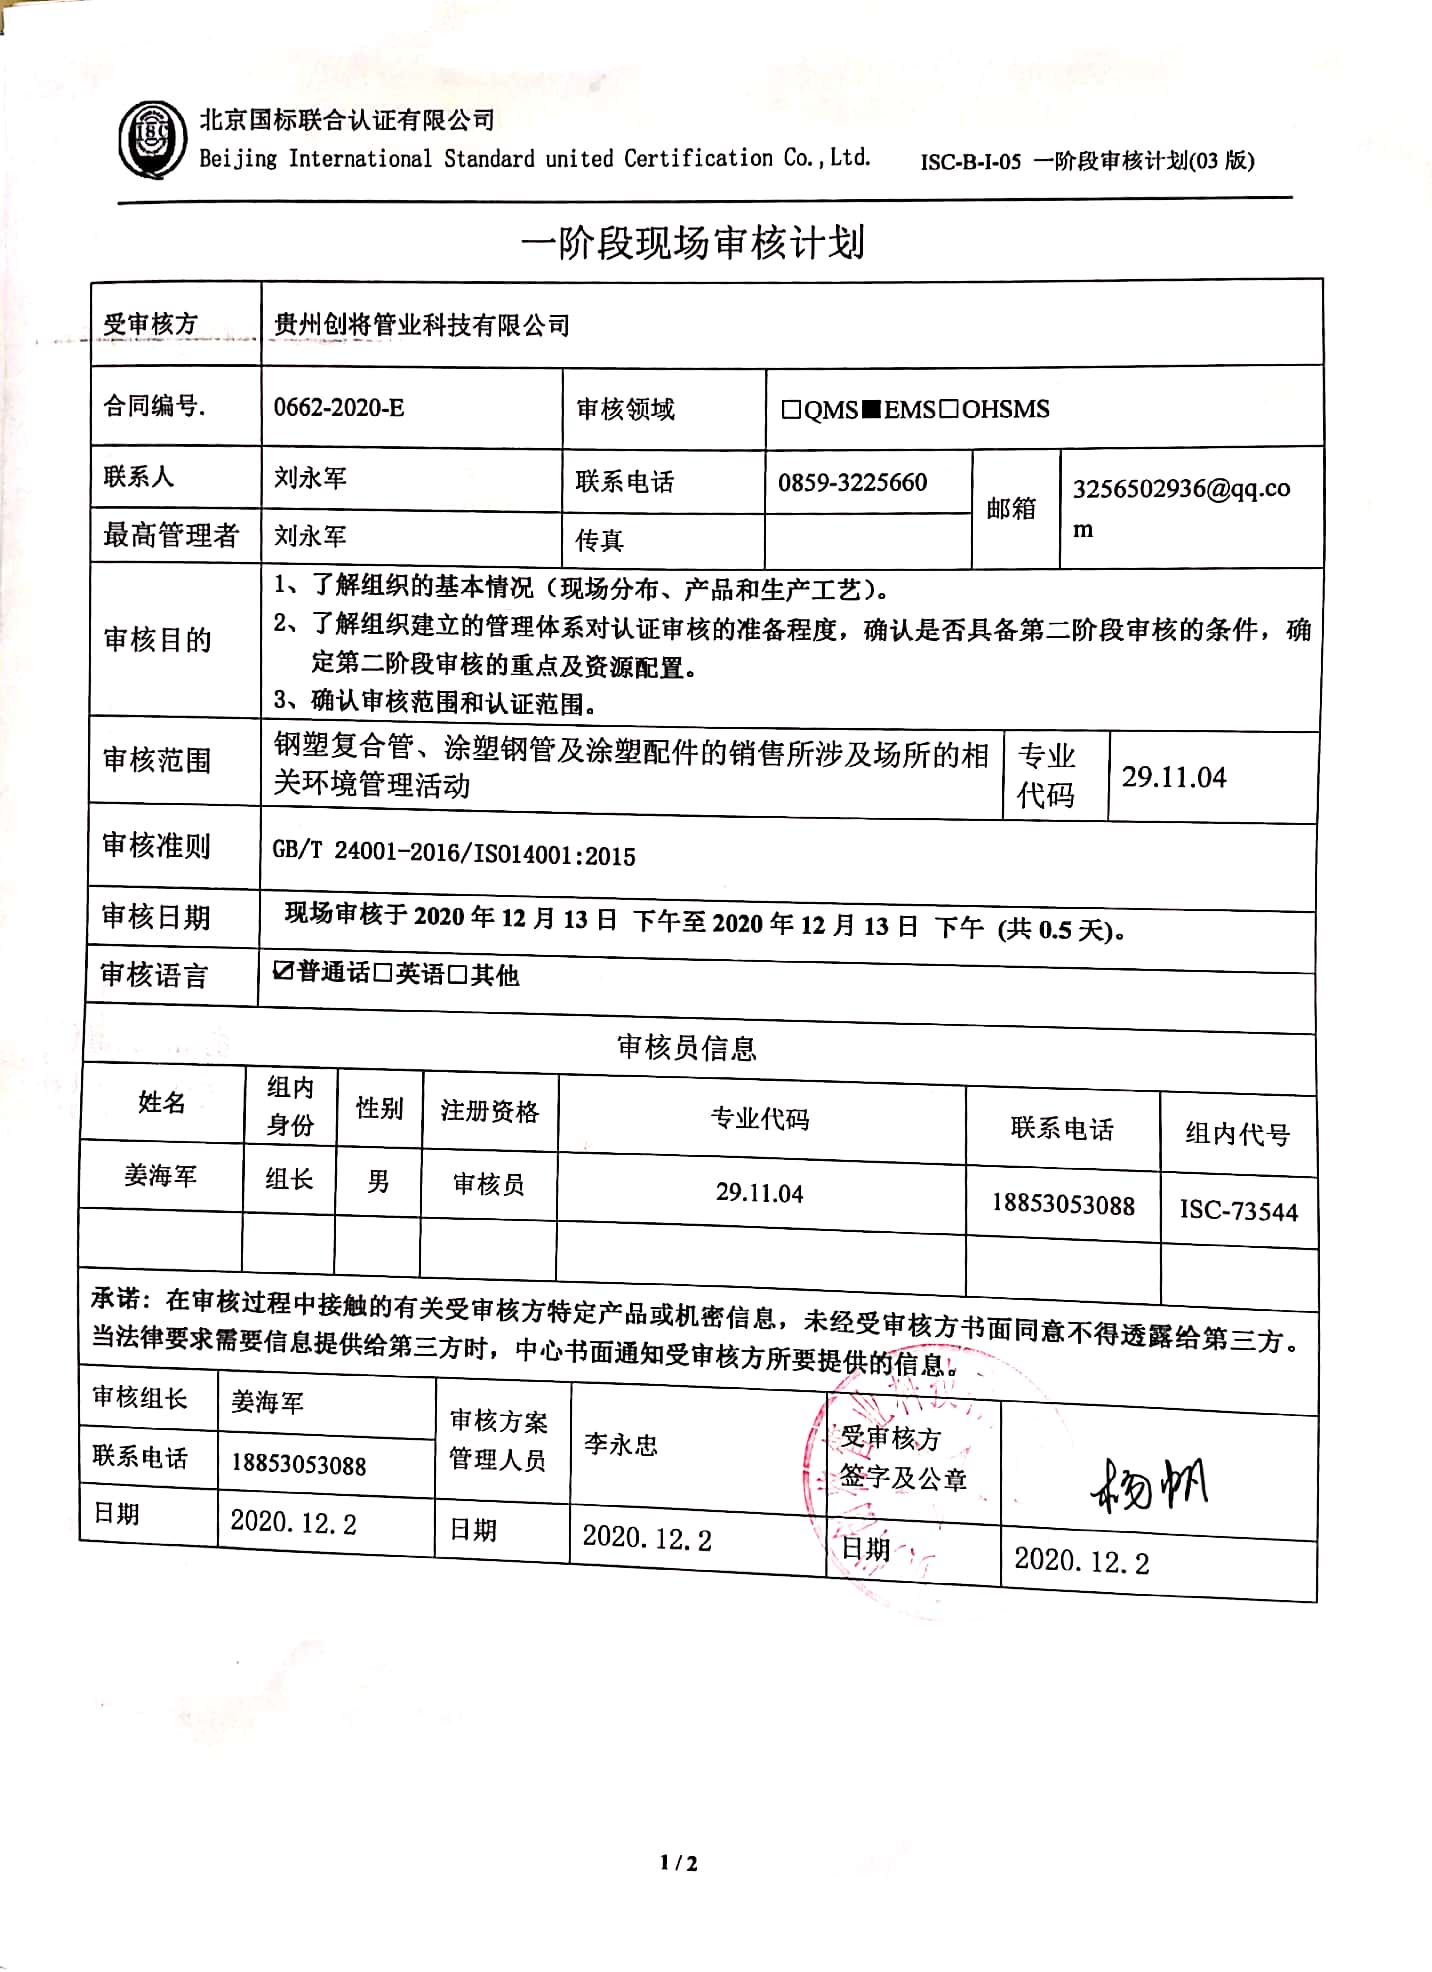 ISC
北京国标联合认证有限公司
Beijing International Standard united Certification Co.,Ltd.
ISC-B-I-05 一阶段审核计划(03 版)
一阶段现场审核计划
受审核方 贵州创将管业科技有限公司
合同编号. 0662-2020-E 审核领域 □QMS■EMS□OHSMS
联系人 刘永军 联系电话 0859-3225660 邮箱 3256502936@qq.co
m
最高管理者 刘永军 传真
审核目的
1、了解组织的基本情况（现场分布、产品和生产工艺）。
2、了解组织建立的管理体系对认证审核的准备程度，确认是否具备第二阶段审核的条件，确
定第二阶段审核的重点及资源配置。
3、确认审核范围和认证范围。
审核范围
钢塑复合管、涂塑钢管及涂塑配件的销售所涉及场所的相
关环境管理活动
专业
代码
29.11.04
审核准则 GB/T 24001-2016/ISO14001:2015
审核日期 现场审核于 2020 年 12 月 13 日 下午至 2020 年 12 月 13 日 下午 (共 0.5 天)。
审核语言 ☑普通话□英语□其他
审核员信息
姓名 组内
身份 性别 注册资格 专业代码 联系电话 组内代号
姜海军 组长 男 审核员 29.11.04 18853053088 ISC-73544
承诺：在审核过程中接触的有关受审核方特定产品或机密信息，未经受审核方书面同意不得透露给第三方。
当法律要求需要信息提供给第三方时，中心书面通知受审核方所要提供的信息。
审核组长 姜海军
审核方案
管理人员
李永忠
受审核方
签字及公章
杨帆
联系电话 18853053088
日期 2020.12.2 日期 2020.12.2 日期 2020.12.2
1 / 2